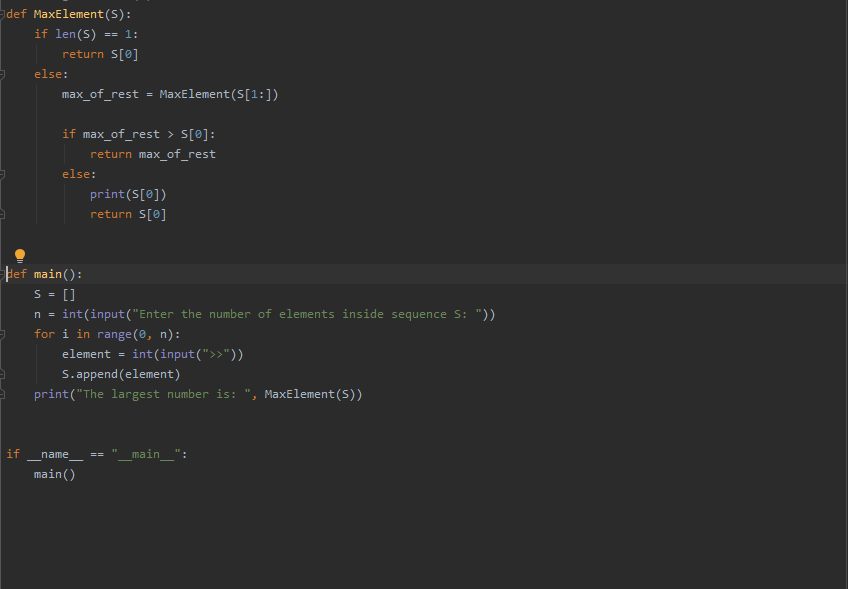 def MaxElement(S):
    if len(S) == 1:
        return S[0]
    else:
        max_of_rest = MaxElement(S[1:])
        if max_of_rest > S[0]:
            return max_of_rest
        else:
            print(S[0])
            return S[0]
def main():
    S = []
    n = int(input("Enter the number of elements inside sequence S: "))
    for i in range(0, n):
        element = int(input(">>"))
        S.append(element)
    print("The largest number is: ", MaxElement(S))
if __name__ == "__main__":
    main()